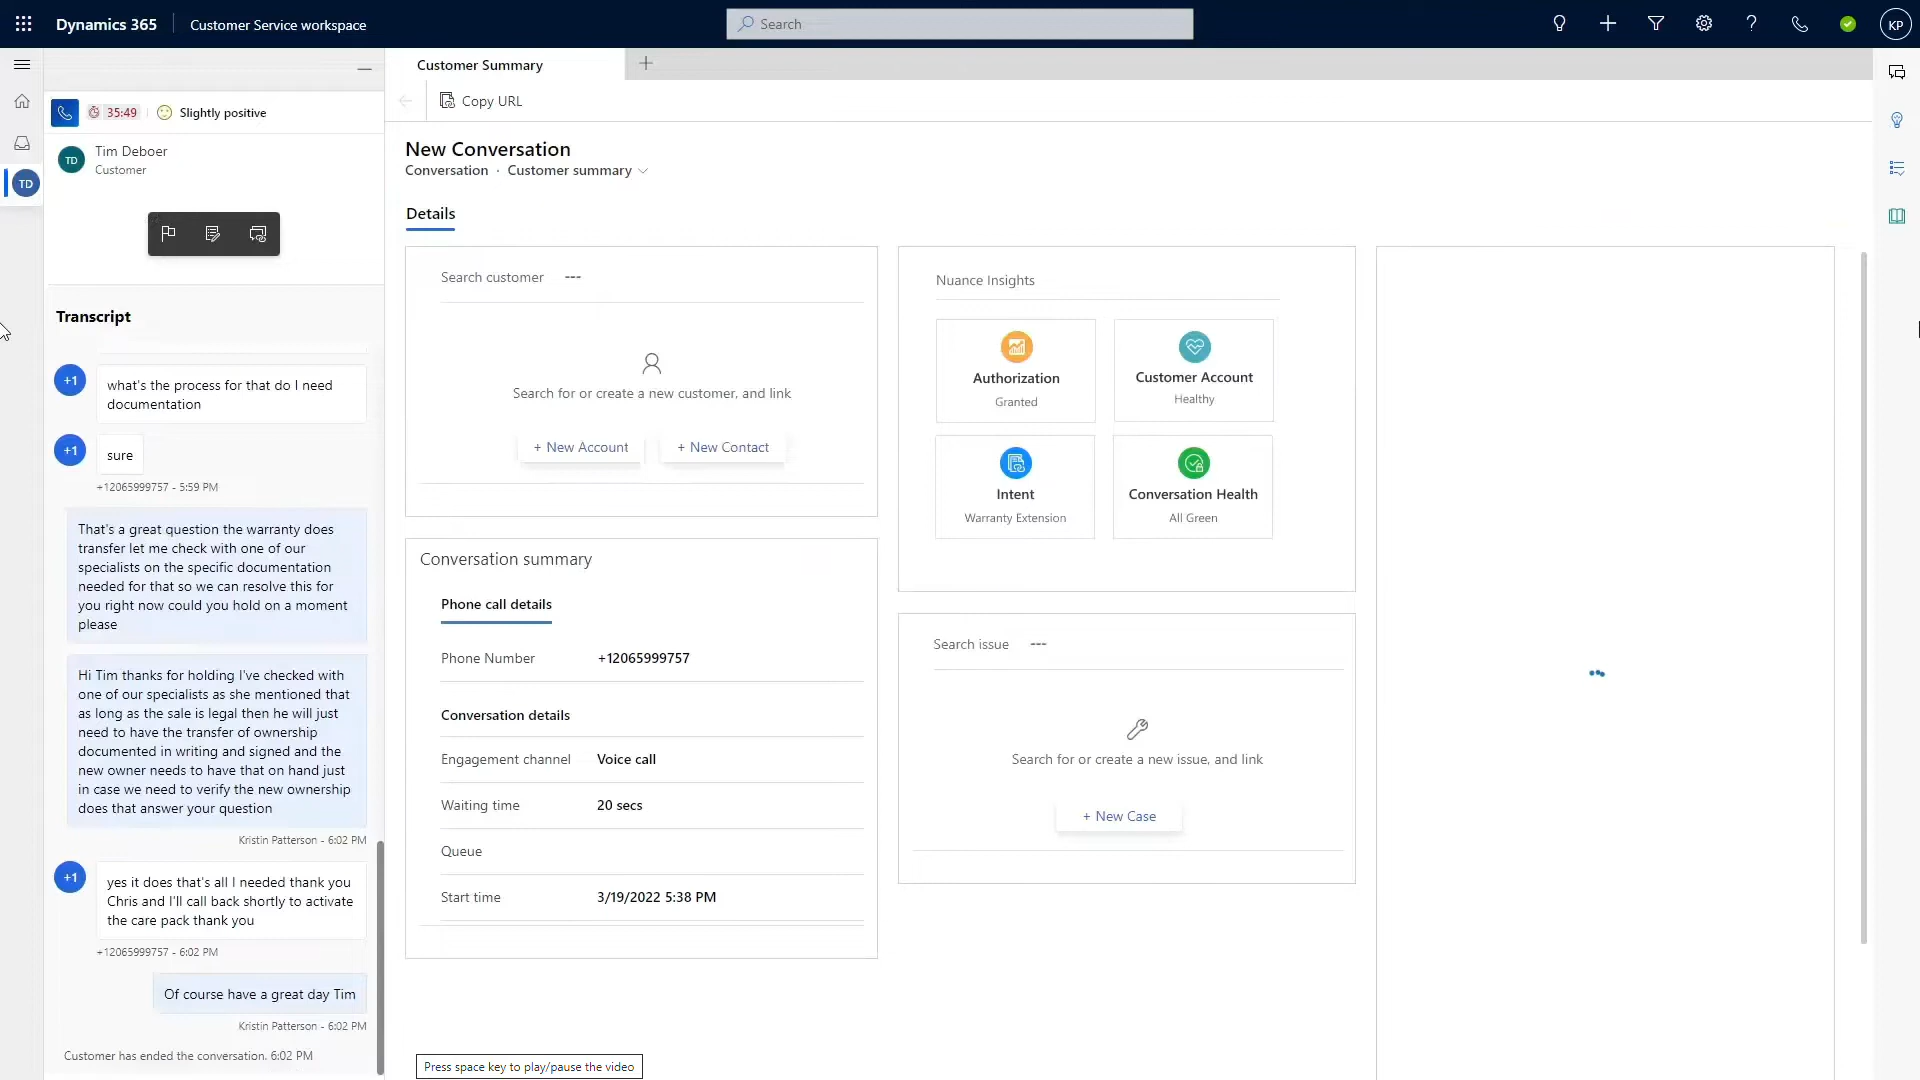 Dynamics 365
Customer Service workspace
Search
KP
Customer Summary
35:49
Slightly positive
Copy URL
TD
Tim Deboer
Customer
TD
New Conversation
Conversation · Customer summary
Details
Transcript
+1
what's the process for that do I need
documentation
+1
sure
+12065999757 - 5:59 PM
That's a great question the warranty does
transfer let me check with one of our
specialists on the specific documentation
needed for that so we can resolve this for
you right now could you hold on a moment
please
Hi Tim thanks for holding I've checked with
one of our specialists as she mentioned that
as long as the sale is legal then he will just
need to have the transfer of ownership
documented in writing and signed and the
new owner needs to have that on hand just
in case we need to verify the new ownership
does that answer your question
Kristin Patterson - 6:02 PM
+1
yes it does that's all I needed thank you
Chris and I'll call back shortly to activate
the care pack thank you
+12065999757 - 6:02 PM
Of course have a great day Tim
Kristin Patterson - 6:02 PM
Customer has ended the conversation. 6:02 PM
Search customer ---
Search for or create a new customer, and link
+ New Account
+ New Contact
Conversation summary
Phone call details
Phone Number +12065999757
Conversation details
Engagement channel Voice call
Waiting time 20 secs
Queue
Start time 3/19/2022 5:38 PM
Nuance Insights
Authorization
Granted
Customer Account
Healthy
Intent
Warranty Extension
Conversation Health
All Green
Search issue ---
Search for or create a new issue, and link
+ New Case
Press space key to play/pause the video